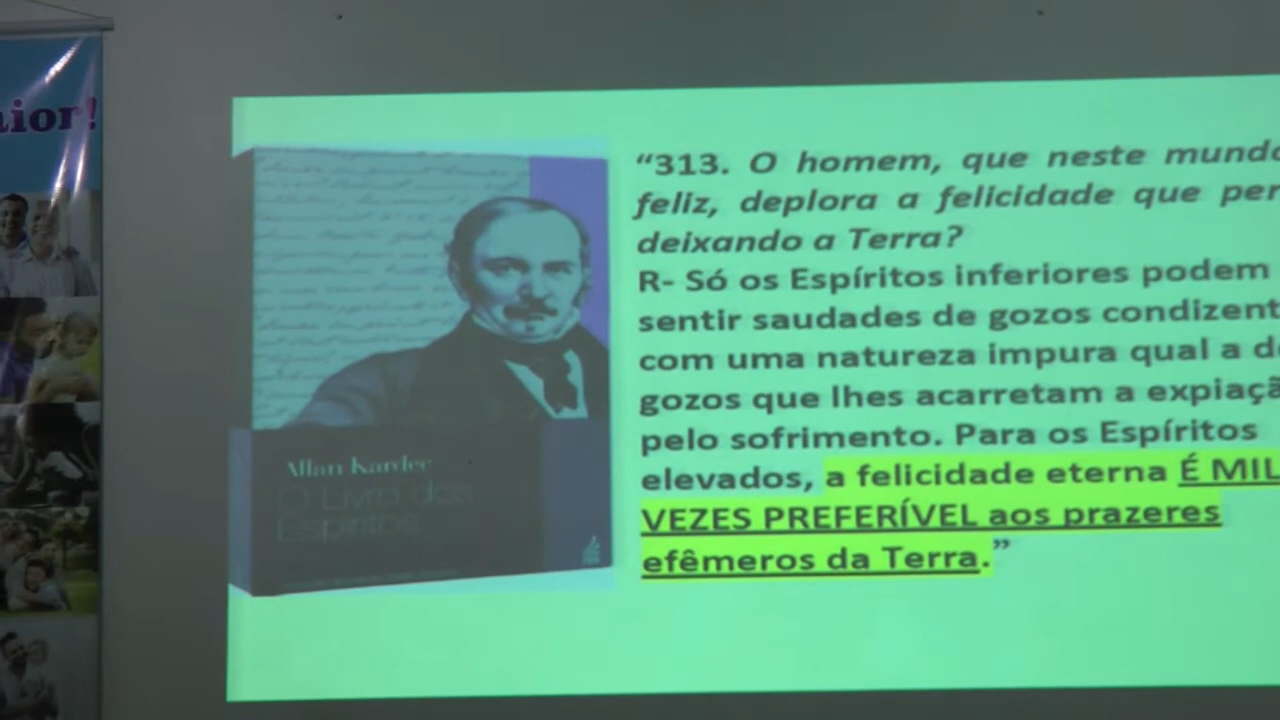 aior!
“313. O homem, que neste mundo
feliz, deplora a felicidade que per
deixando a Terra?
R- Só os Espíritos inferiores podem
sentir saudades de gozos condizent
com uma natureza impura qual a d
gozos que lhes acarretam a expiaçã
pelo sofrimento. Para os Espíritos
elevados, a felicidade eterna É MIL
VEZES PREFERÍVEL aos prazeres
efêmeros da Terra.”
Allan Kardec
O Livro dos
Espíritos